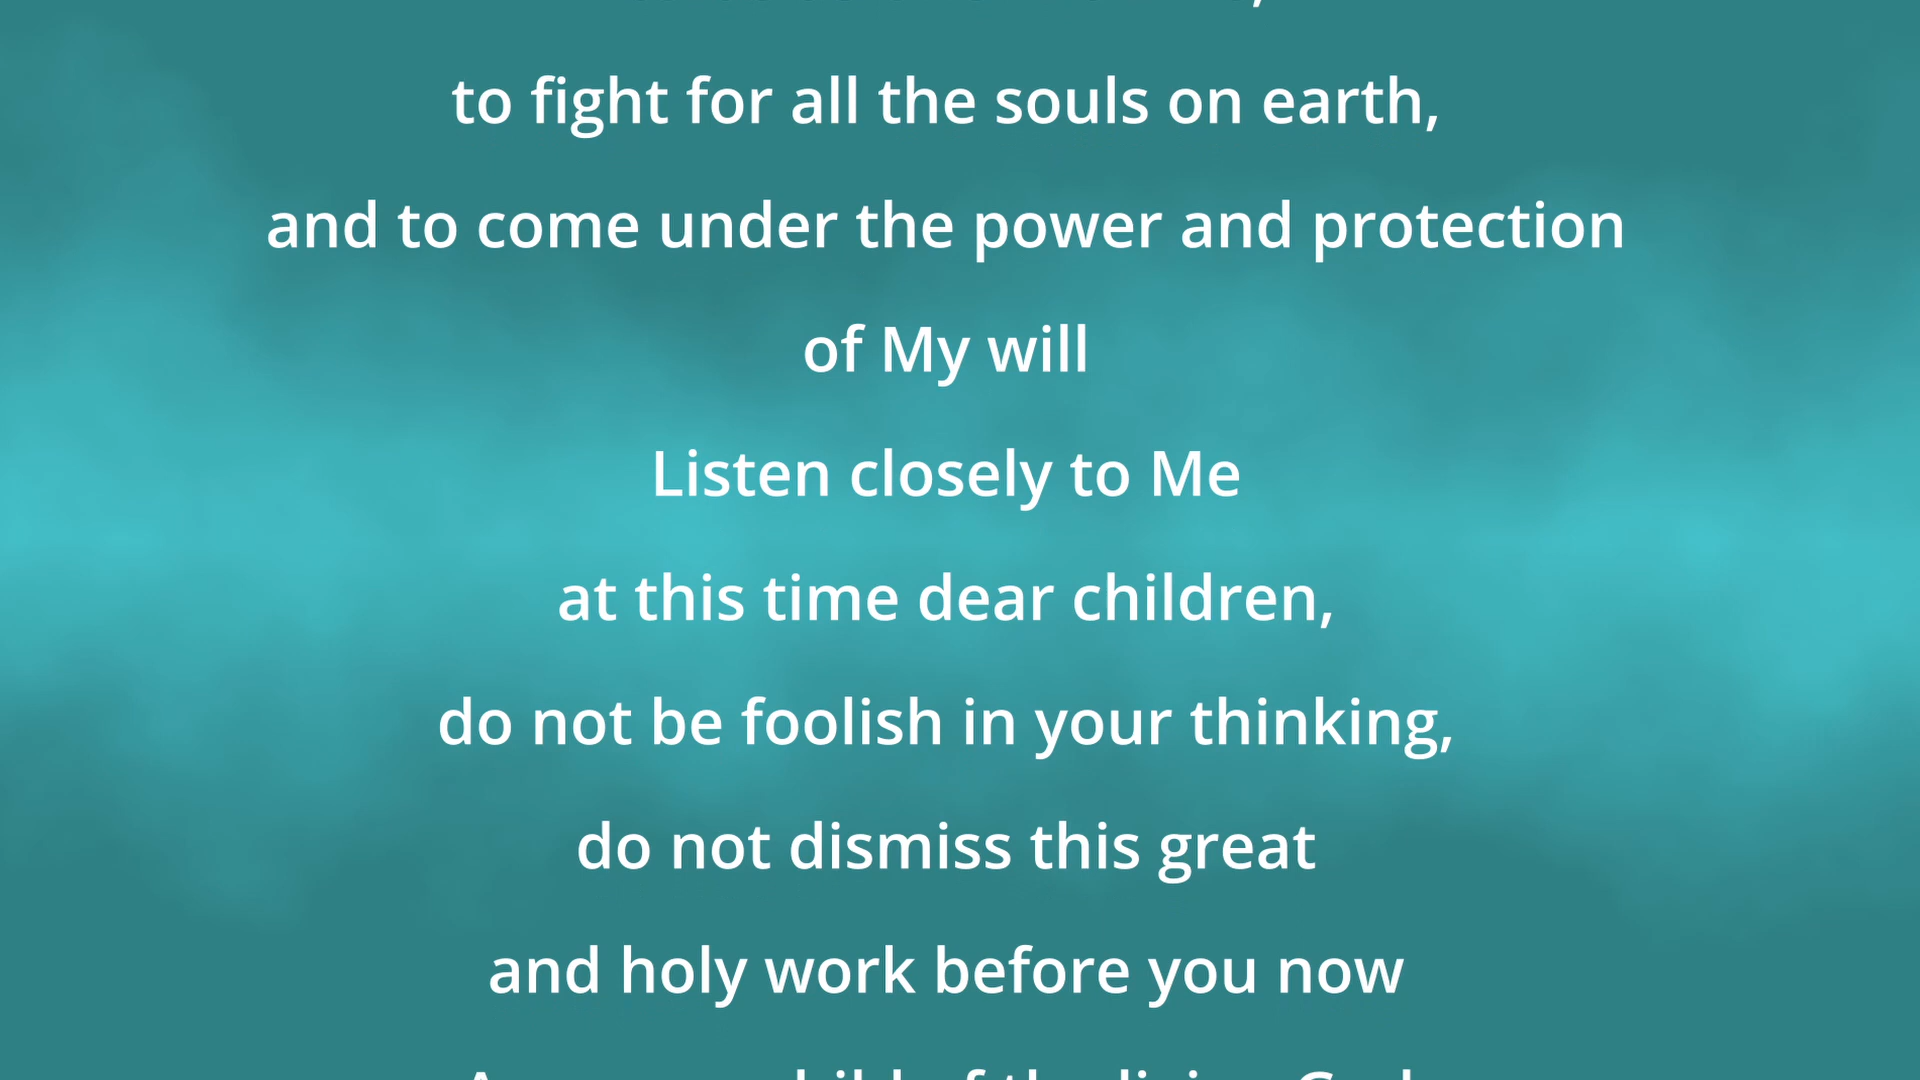 to fight for all the souls on earth,
and to come under the power and protection
of My will
Listen closely to Me
at this time dear children,
do not be foolish in your thinking,
do not dismiss this great
and holy work before you now